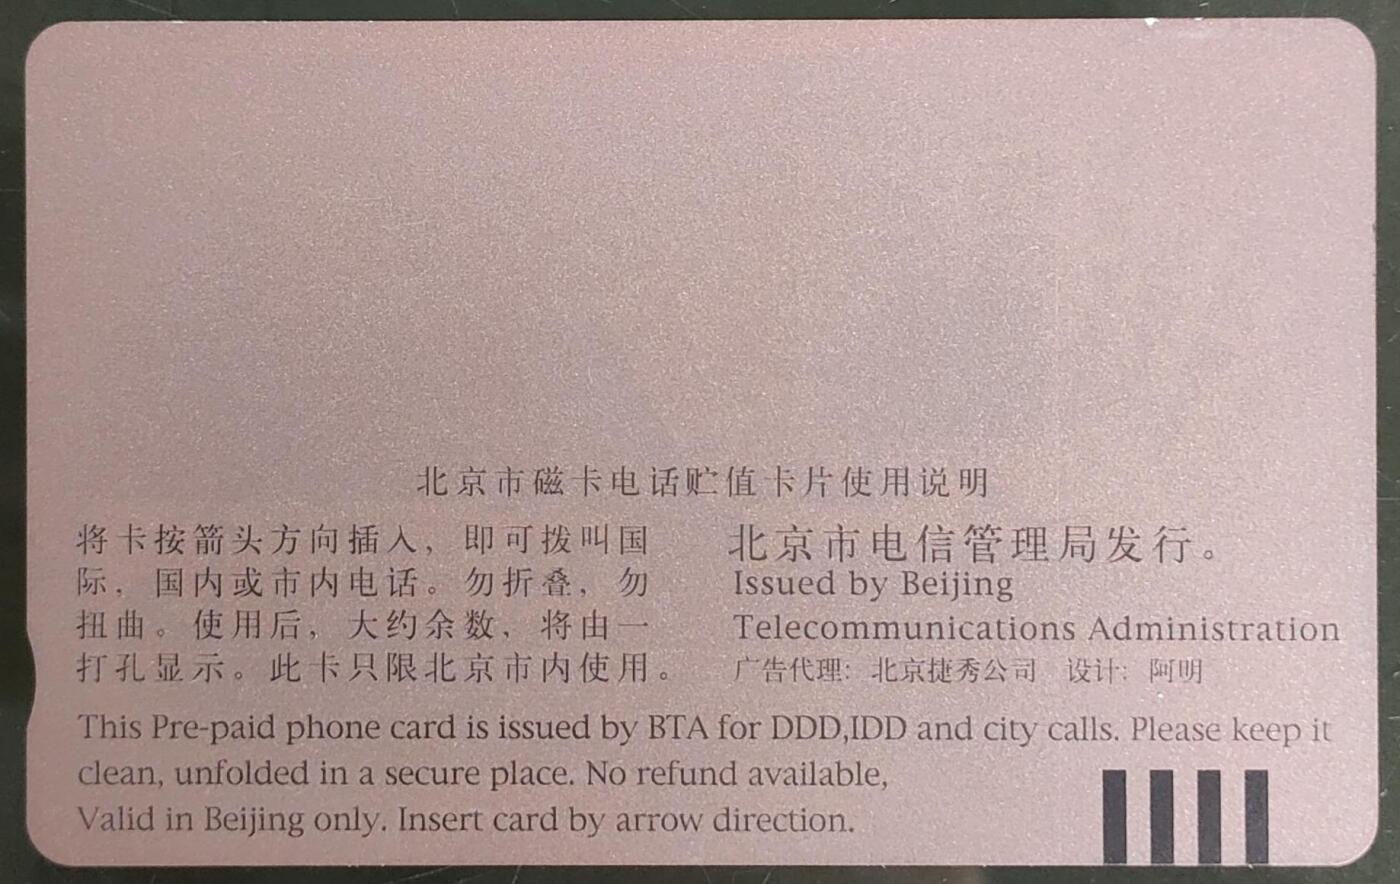 北京市磁卡电话贮值卡片使用说明
将卡按箭头方向插入，即可拨叫国
际，国内或市内电话。勿折叠，勿
扭曲。使用后，大约余数，将由一
打孔显示。此卡只限北京市内使用。
北京市电信管理局发行。
Issued by Beijing
Telecommunications Administration
广告代理：北京捷秀公司 设计：阿明
This Pre-paid phone card is issued by BTA for DDD,IDD and city calls. Please keep it
clean, unfolded in a secure place. No refund available,
Valid in Beijing only. Insert card by arrow direction.